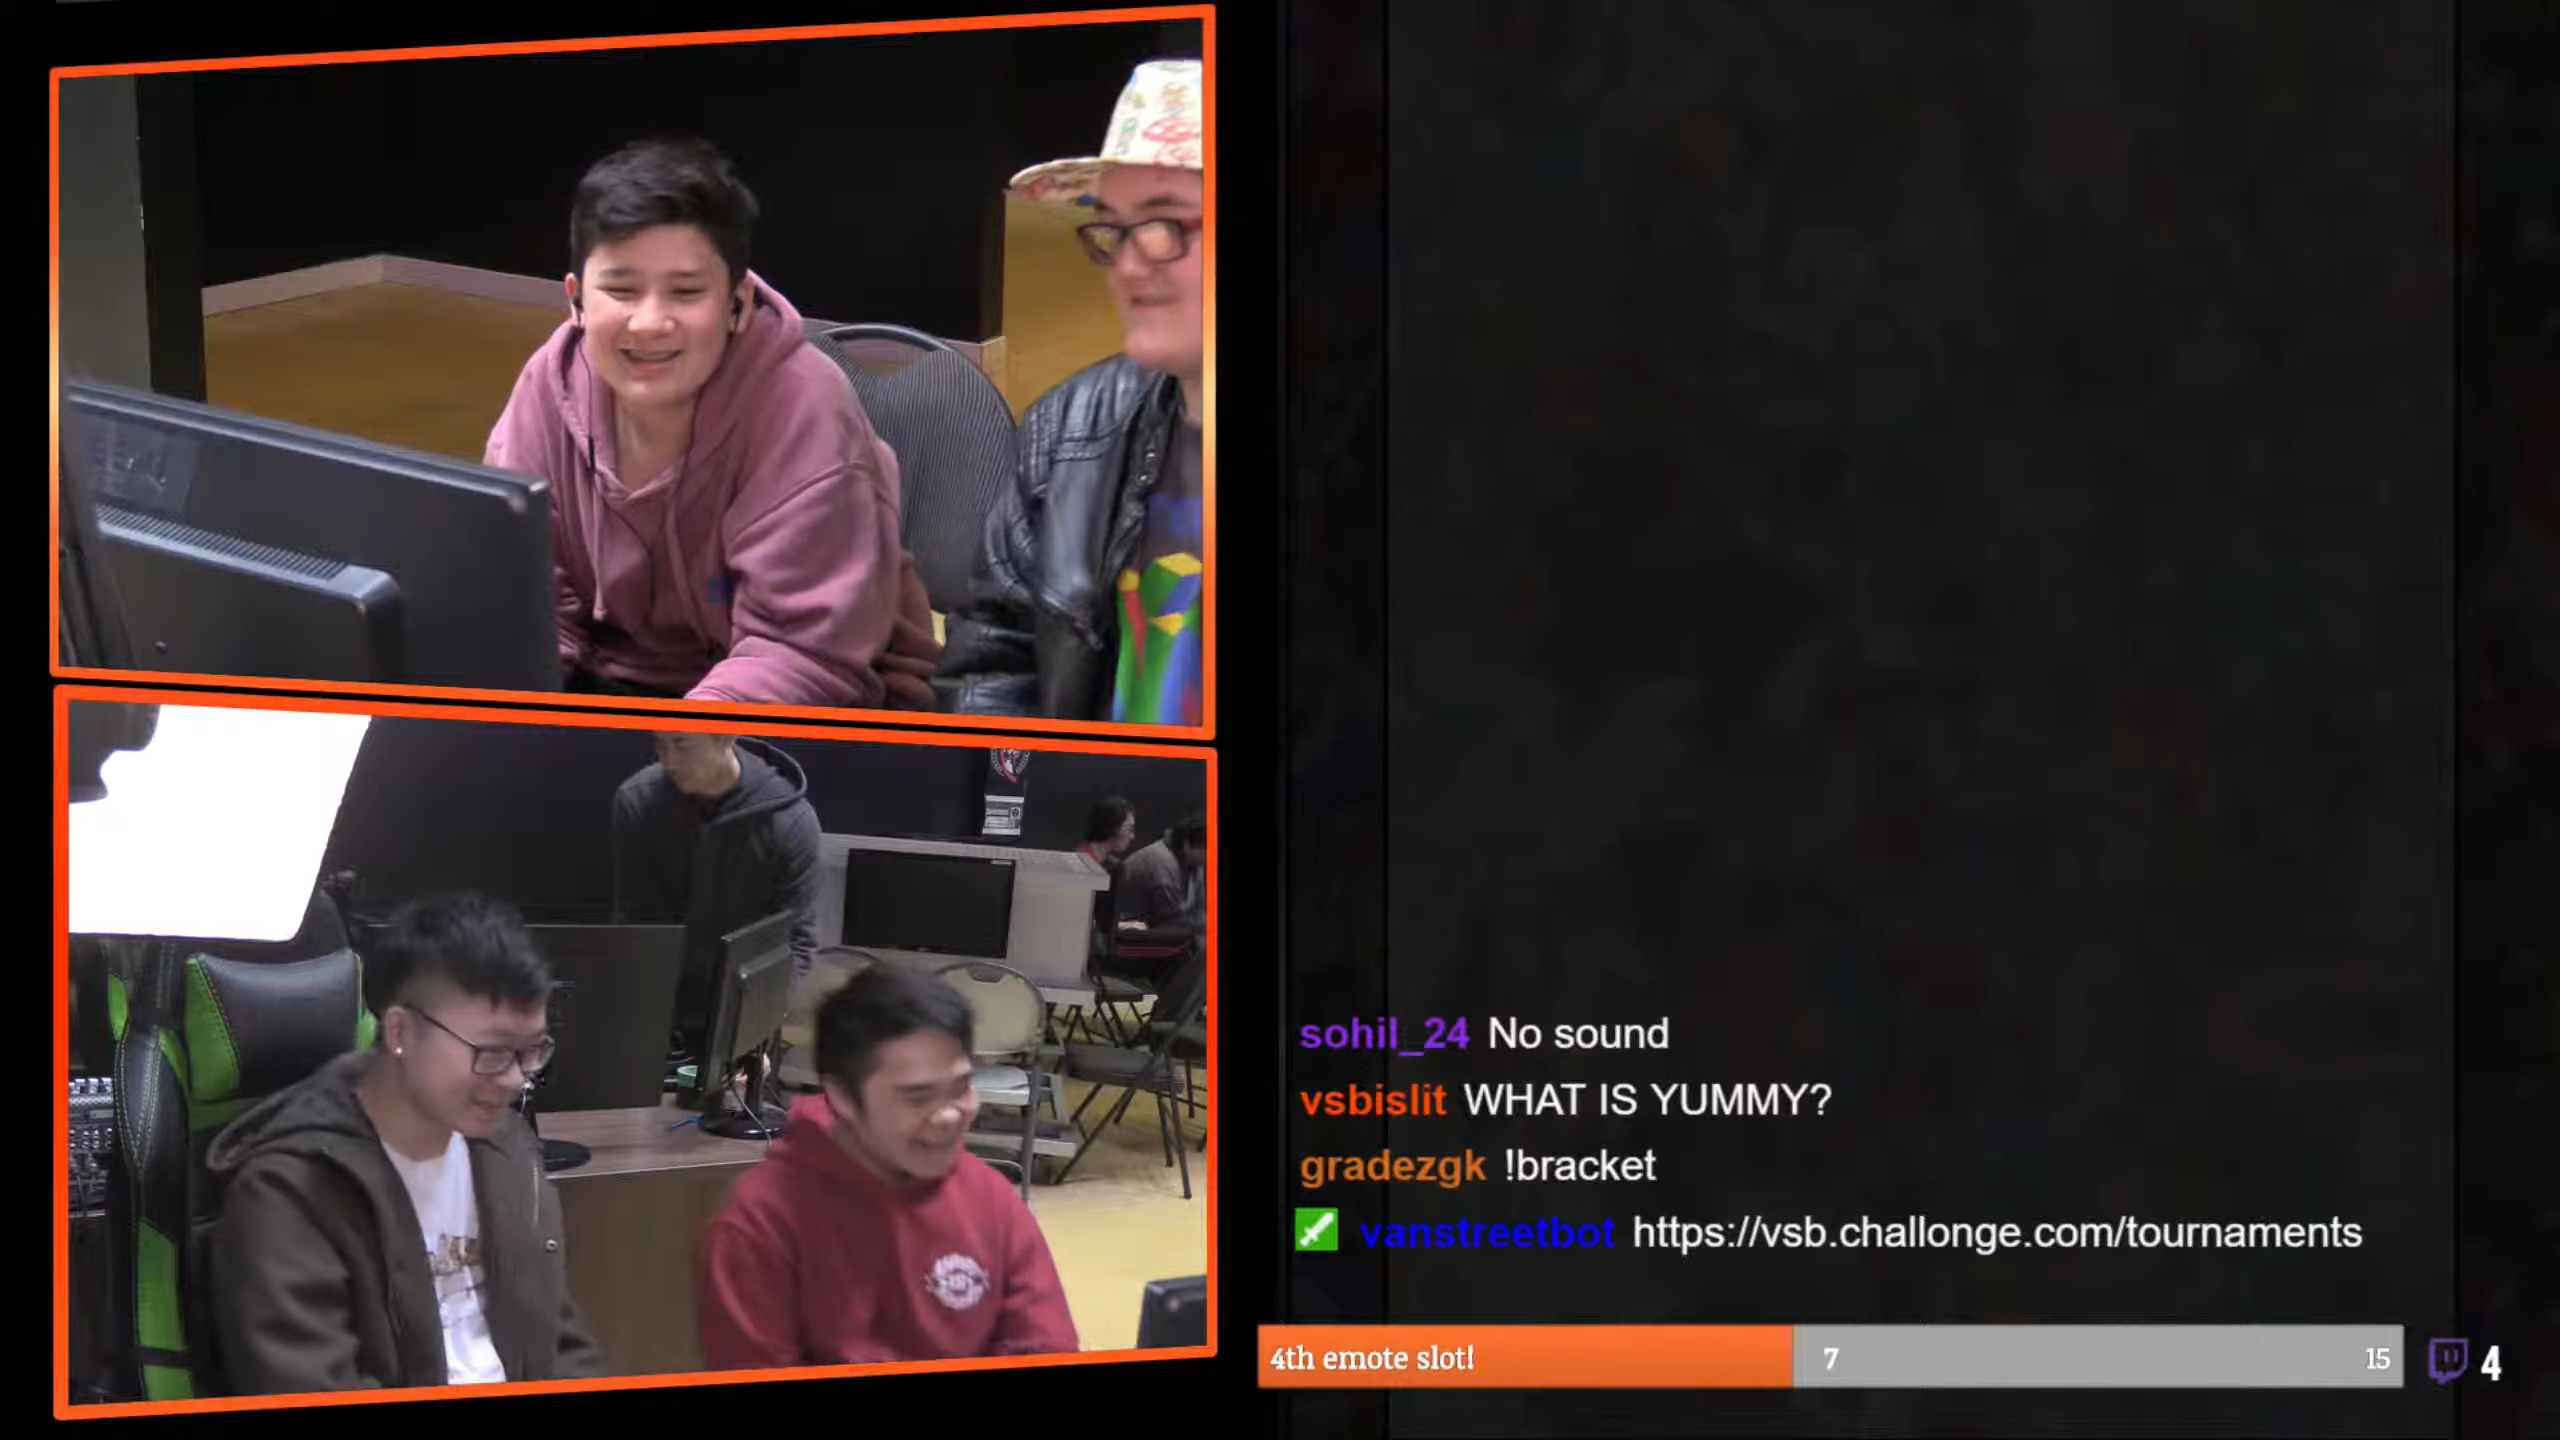 sohil_24 No sound
vsbislit WHAT IS YUMMY?
gradezgk !bracket
vanstreetbot https://vsb.challonge.com/tournaments
4th emote slot! 7 15 4